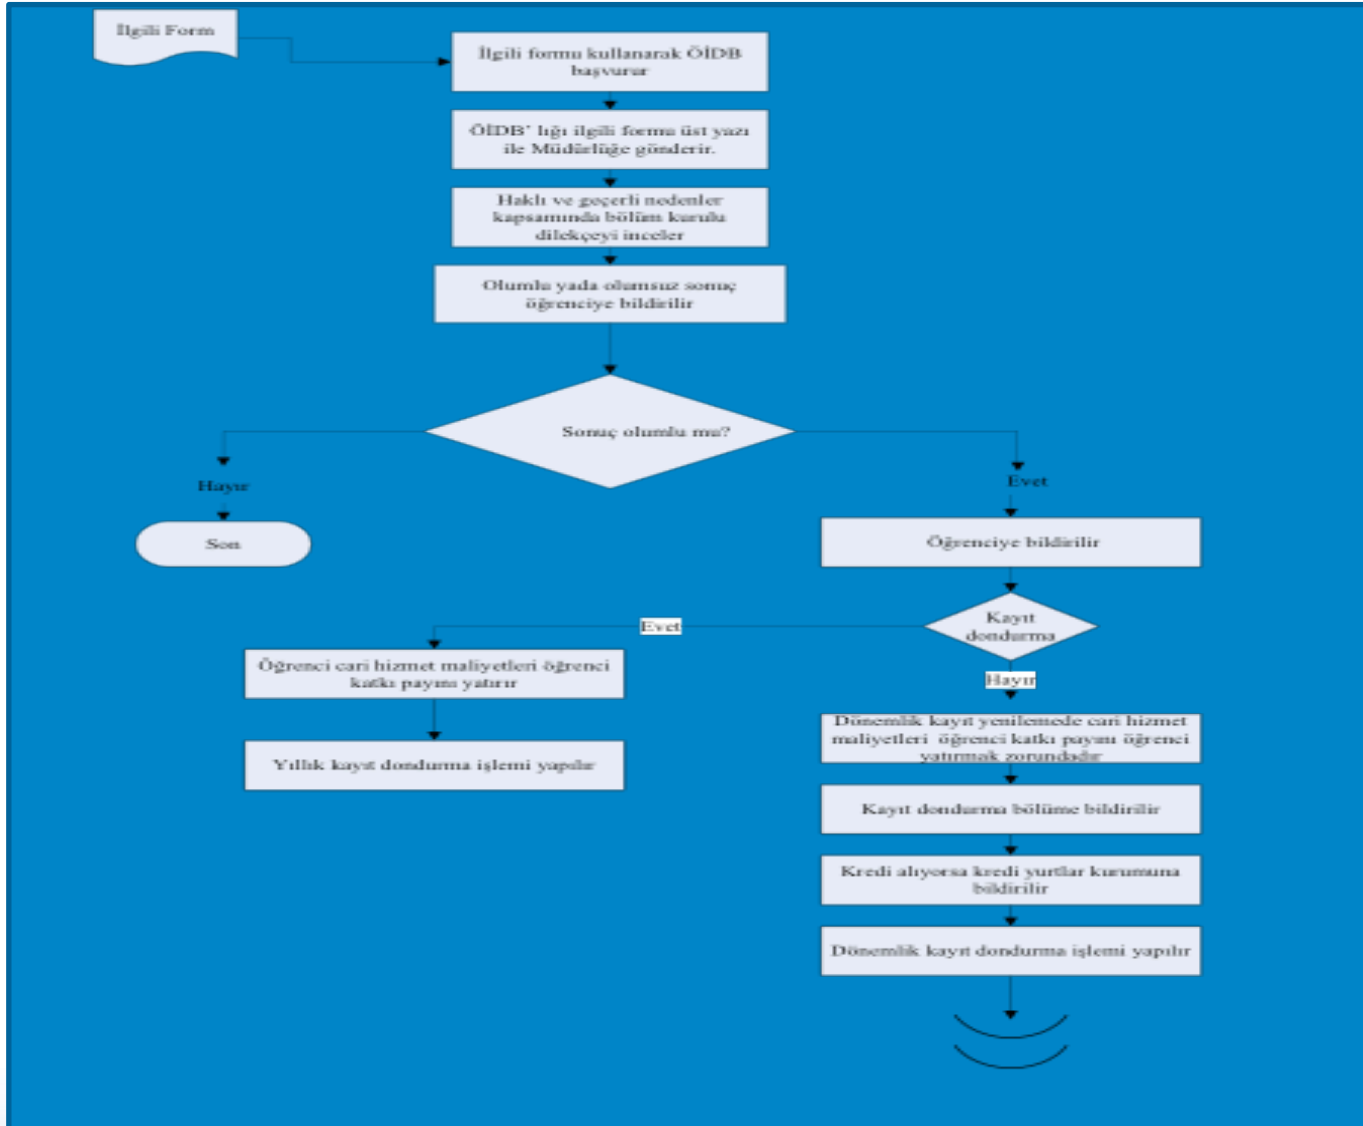 İlgili Form
İlgili formu kullanarak ÖİDB
başvurur
ÖİDB' lığı ilgili formu üst yazı
ile Müdürlüğe gönderir.
Haklı ve geçerli nedenler
kapsamında bölüm kurulu
dilekçeyi inceler
Olumlu yada olumsuz sonuç
öğrenciye bildirilir
Sonuç olumlu mu?
Hayır
Evet
Son
Öğrenciye bildirilir
Kayıt
dondurma
Evet
Hayır
Öğrenci cari hizmet maliyetleri öğrenci
katkı payını yatırır
Yıllık kayıt dondurma işlemi yapılır
Dönemlik kayıt yenilemede cari hizmet
maliyetleri öğrenci katkı payını öğrenci
yatırmak zorundadır
Kayıt dondurma bölüme bildirilir
Kredi alıyorsa kredi yurtlar kurumuna
bildirilir
Dönemlik kayıt dondurma işlemi yapılır